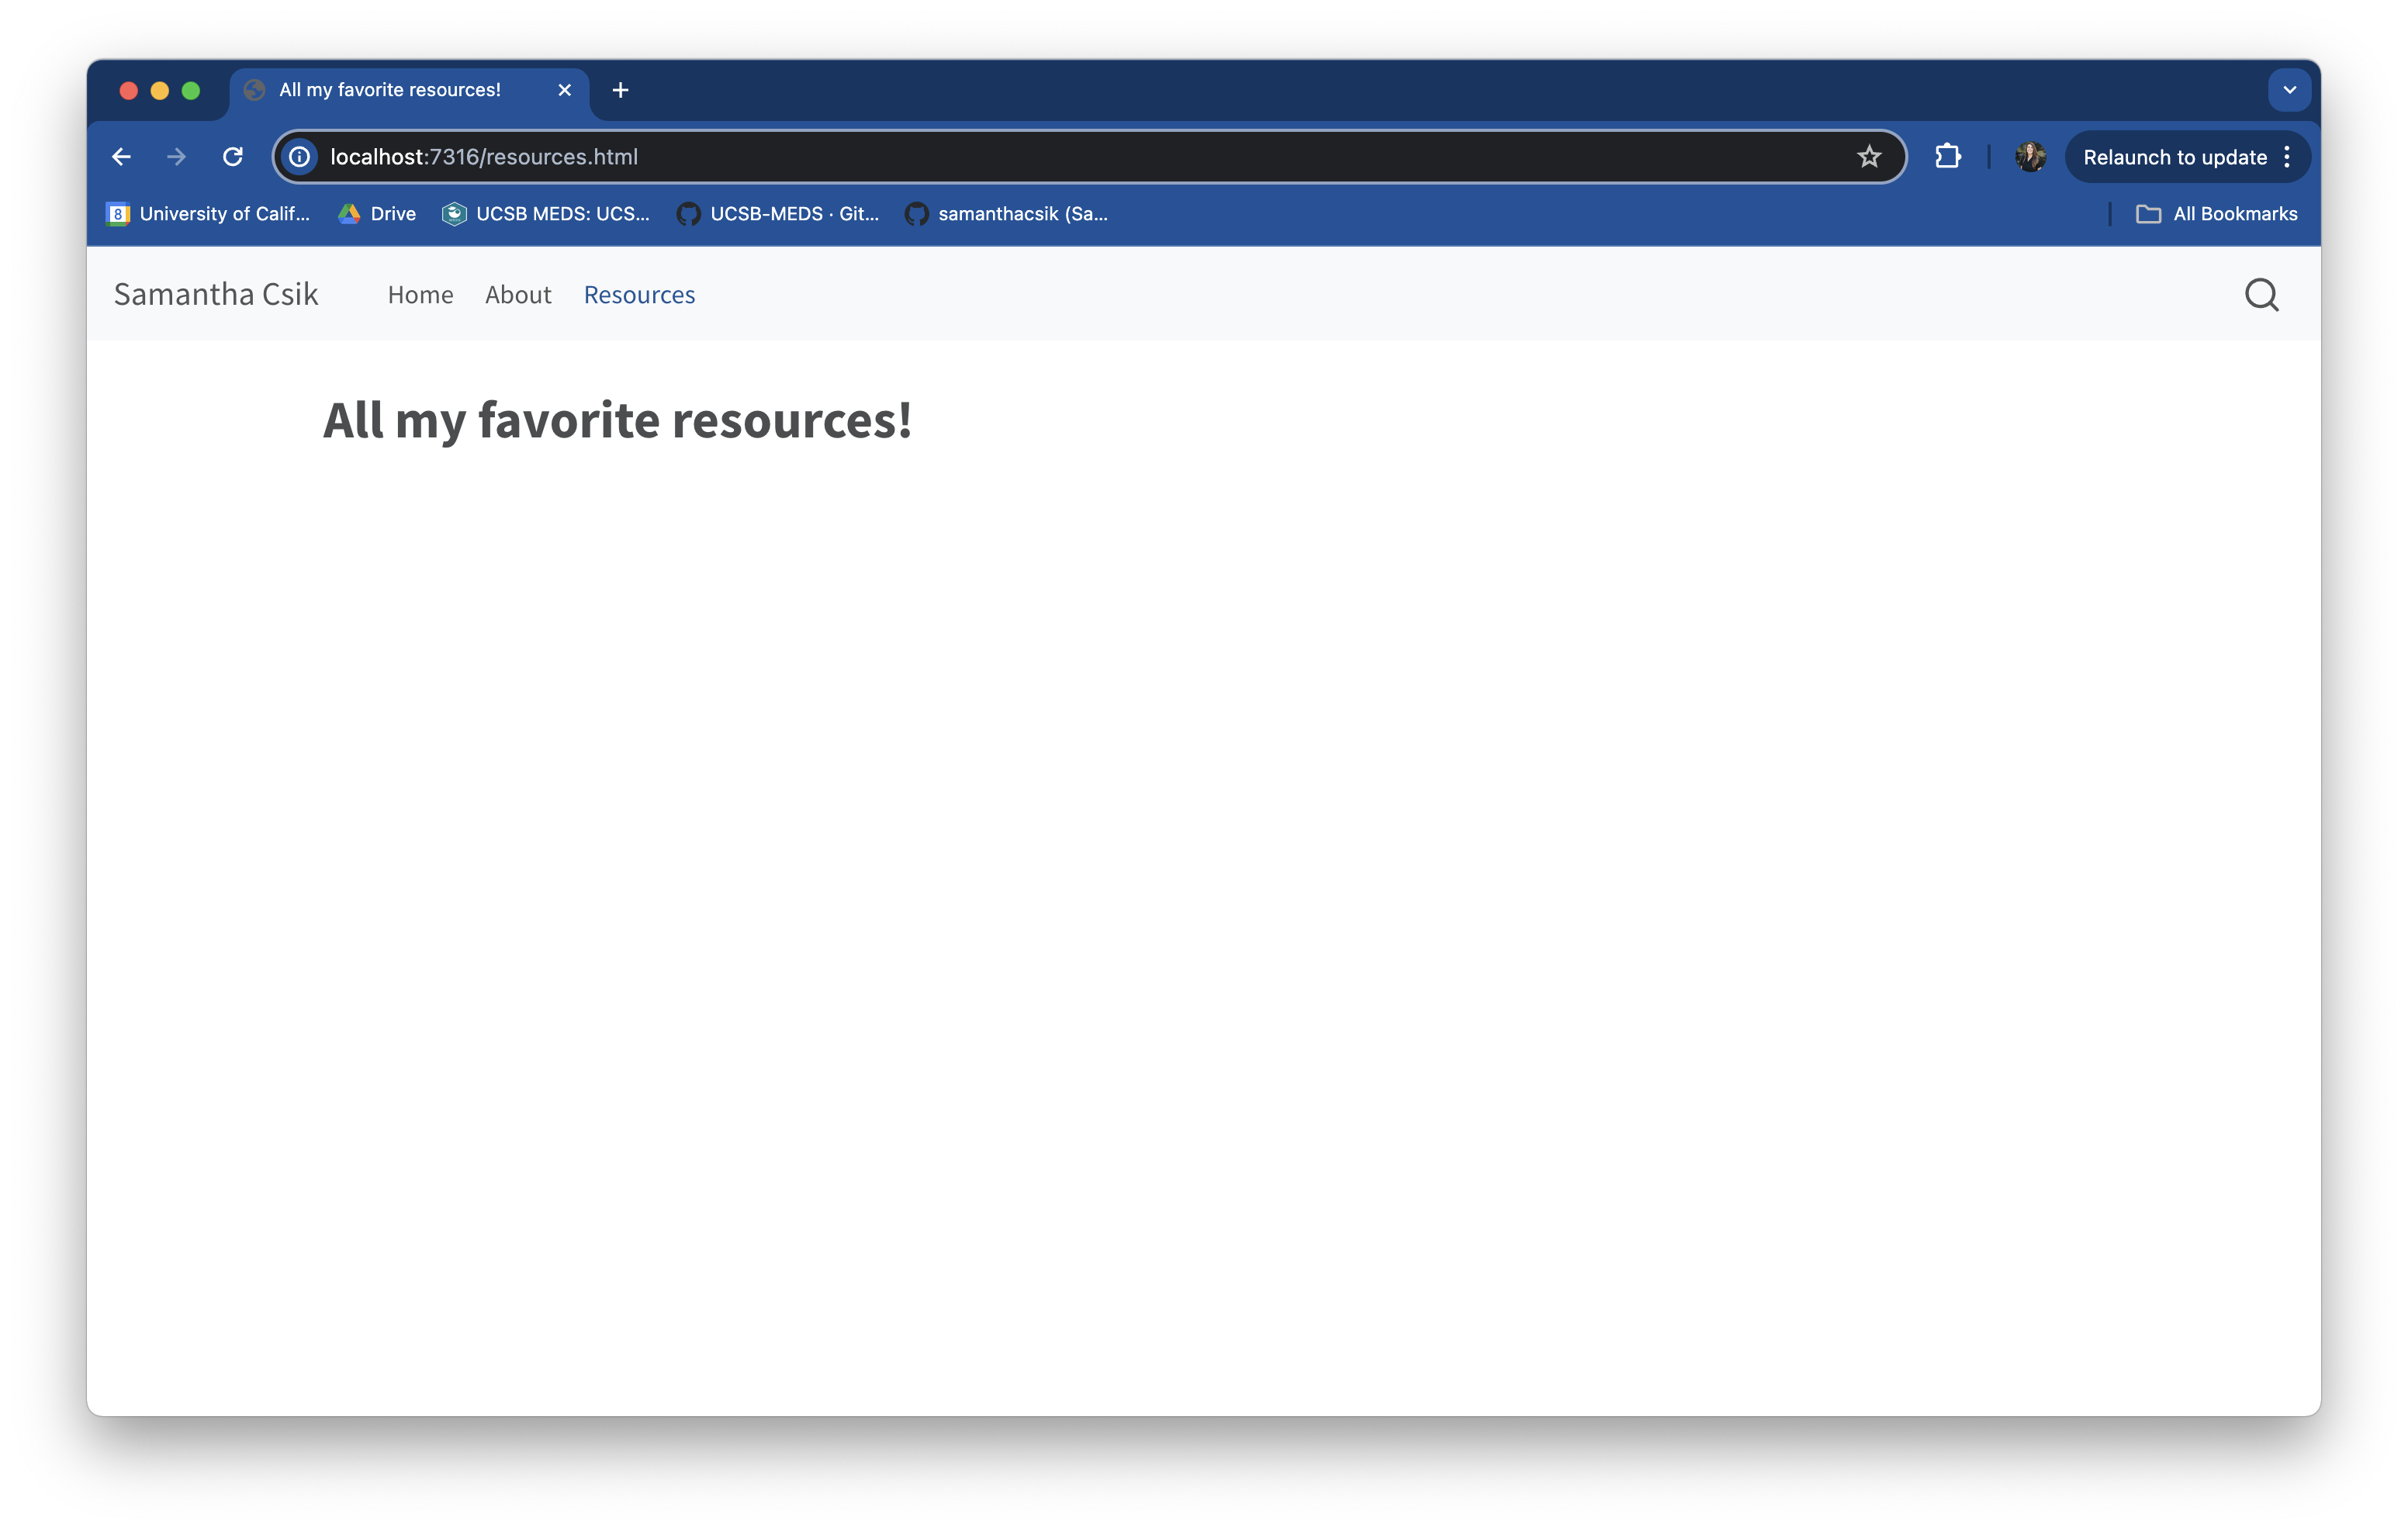 All my favorite resources!
localhost:7316/resources.html
Relaunch to update
8 University of Calif...
Drive
UCSB MEDS: UCS...
UCSB-MEDS · Git...
samanthacsik (Sa...
All Bookmarks
Samantha Csik
Home
About
Resources
All my favorite resources!